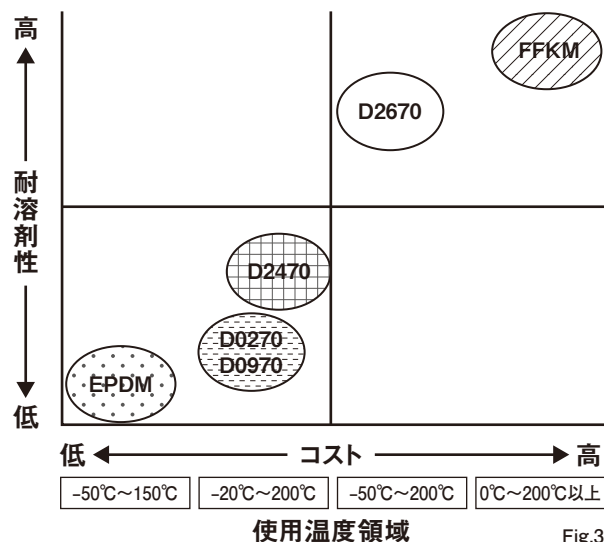 高
耐溶剤性
低
FFKM
D2670
D2470
D0270
D0970
EPDM
低 コスト 高
-50℃~150℃ -20℃~200℃ -50℃~200℃ 0℃~200℃以上
使用温度領域
Fig.3